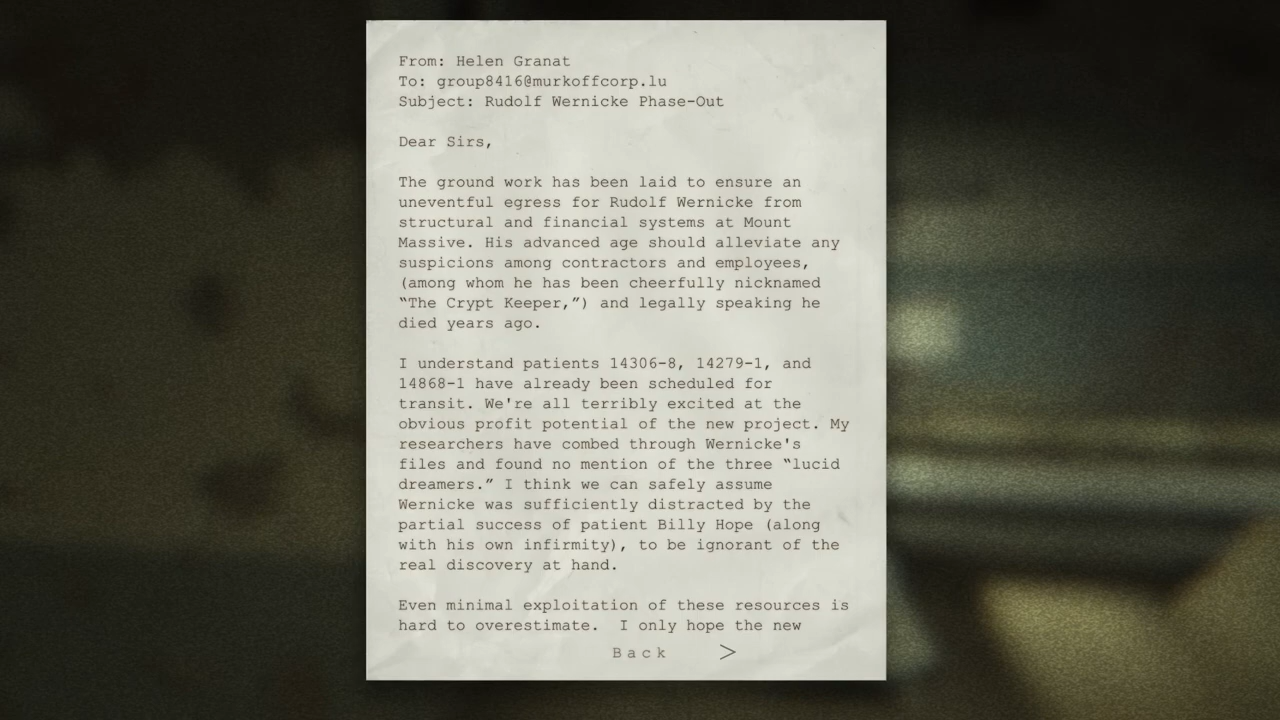 From: Helen Granat
To: group8416@murkoffcorp.lu
Subject: Rudolf Wernicke Phase-Out
Dear Sirs,
The ground work has been laid to ensure an
uneventful egress for Rudolf Wernicke from
structural and financial systems at Mount
Massive. His advanced age should alleviate any
suspicions among contractors and employees,
(among whom he has been cheerfully nicknamed
“The Crypt Keeper,”) and legally speaking he
died years ago.
I understand patients 14306-8, 14279-1, and
14868-1 have already been scheduled for
transit. We're all terribly excited at the
obvious profit potential of the new project. My
researchers have combed through Wernicke's
files and found no mention of the three “lucid
dreamers.” I think we can safely assume
Wernicke was sufficiently distracted by the
partial success of patient Billy Hope (along
with his own infirmity), to be ignorant of the
real discovery at hand.
Even minimal exploitation of these resources is
hard to overestimate.  I only hope the new
Back >